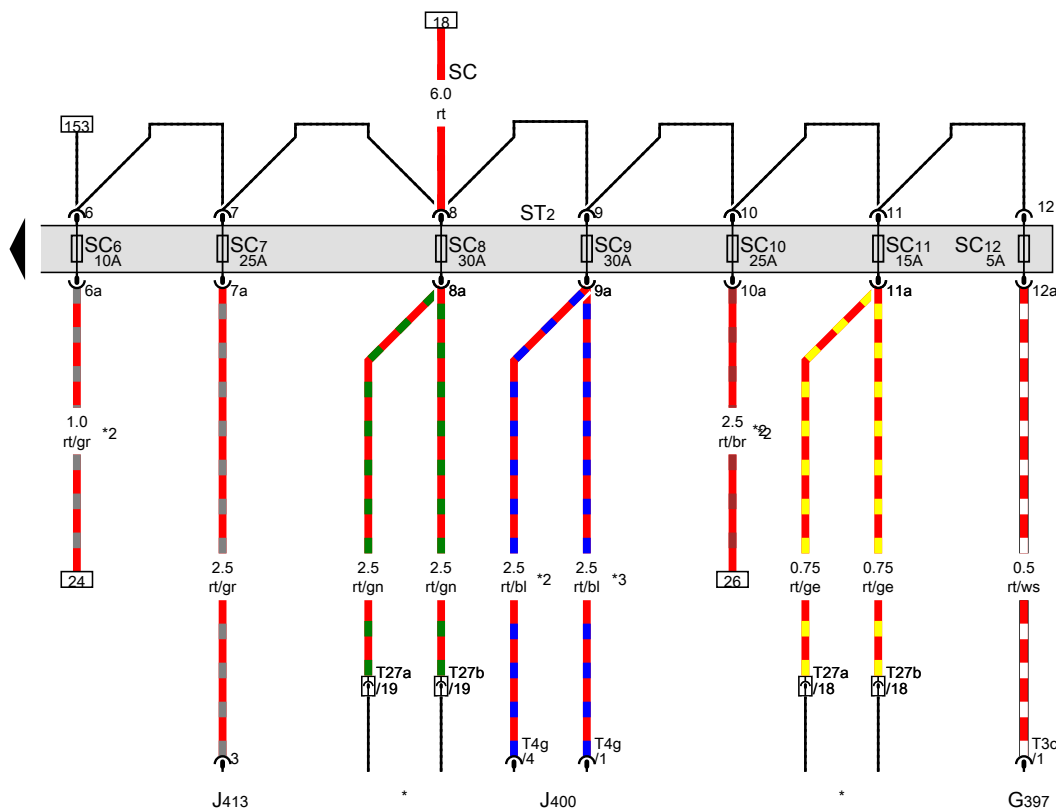 18
SC
6.0
rt
153
6
7
8
ST2
9
10
11
12
SC6
10A
SC7
25A
SC8
30A
SC9
30A
SC10
25A
SC11
15A
SC12
5A
6a
7a
8a
9a
10a
11a
12a
1.0
rt/gr
*2
2.5
rt/br
*2
24
2.5
rt/gr
2.5
rt/gn
2.5
rt/gn
2.5
rt/bl
*2
2.5
rt/bl
*3
26
0.75
rt/ge
0.75
rt/ge
0.5
rt/ws
T27a
/19
T27b
/19
T27a
/18
T27b
/18
3
T4g
/4
T4g
/1
/1
J413
*
J400
*
G397